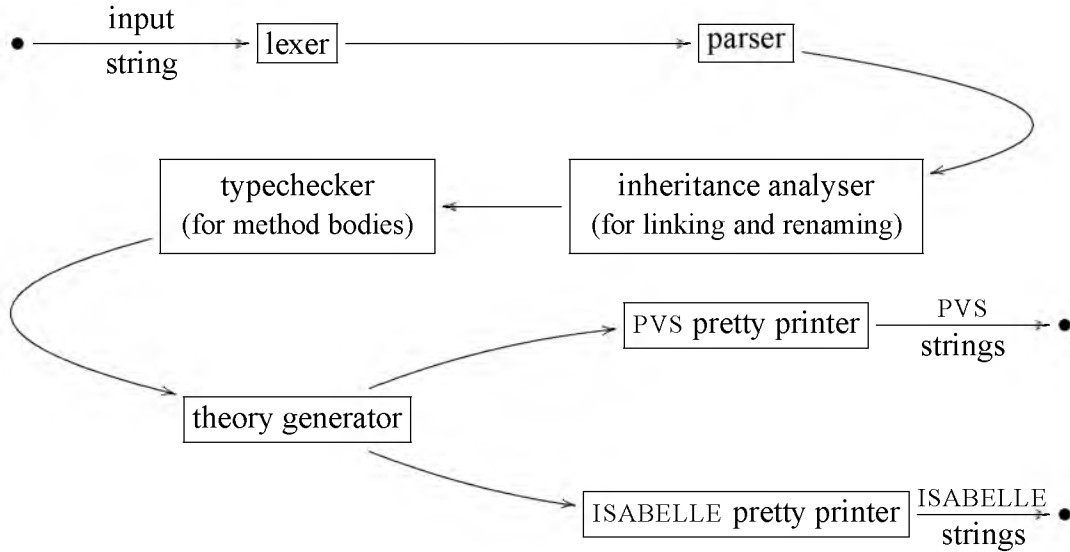 input
string
lexer
parser
typechecker
(for method bodies)
inheritance analyser
(for linking and renaming)
PVS pretty printer
PVS
strings
theory generator
ISABELLE pretty printer
ISABELLE
strings